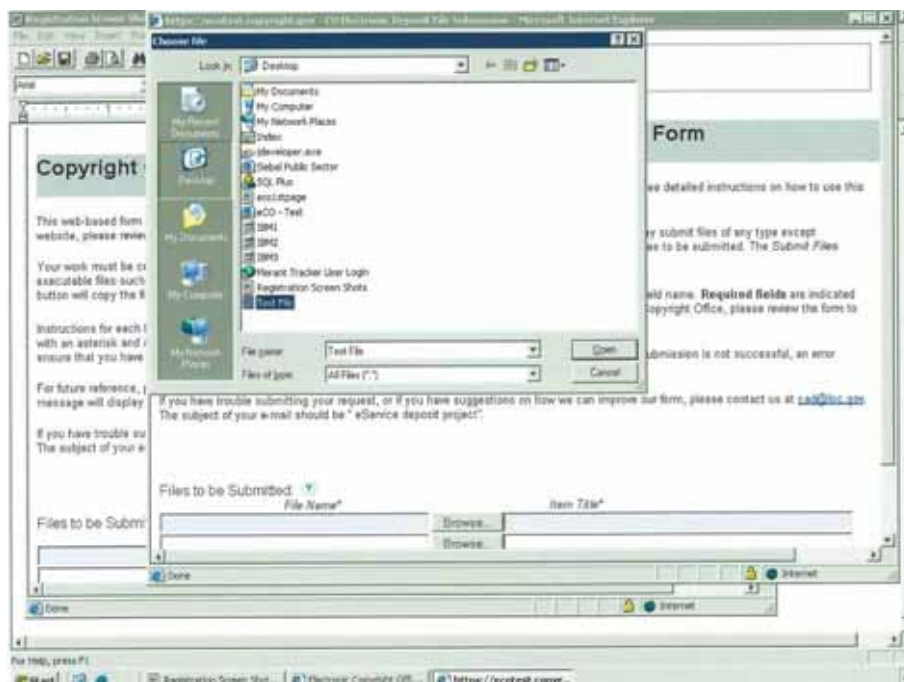 Registration Screen Shot
https://ecotest.copyright.gov - CO Electronic Deposit File Submission - Microsoft Internet Explorer
File Edit View Insert
Choose file
Look in: Desktop
My Recent Documents
Desktop
My Documents
My Computer
My Network Places
My Documents
My Computer
My Network Places
Index
Siebel Public Sector
SQL Plus
eCO - Test
IBM1
IBM2
IBM3
Merant Tracker User Login
Registration Screen Shots
Test File
File name: Test File
Open
Files of type: All Files (*.*)
Cancel
Arial
Copyright
This web-based form
website, please review
Your work must be
executable files such
button will copy the
Instructions for each
with an asterisk and
ensure that you have
For future reference,
message will display
If you have trouble su
The subject of your e
Files to be Submi
Form
ee detailed instructions on how to use this
y submit files of any type except
es to be submitted. The Submit Files
eld name. Required fields are indicated
opyright Office, please review the form to
ubmission is not successful, an error
If you have trouble submitting your request, or if you have suggestions on how we can improve our form, please contact us at cad@loc.gov
The subject of your e-mail should be " eService deposit project".
Files to be Submitted ?
File Name* Item Title*
Browse...
Browse...
Done Internet
Done Internet
For Help, press F1
Start Registration Screen Shot... Electronic Copyright Offi... https://ecotest.copyr...